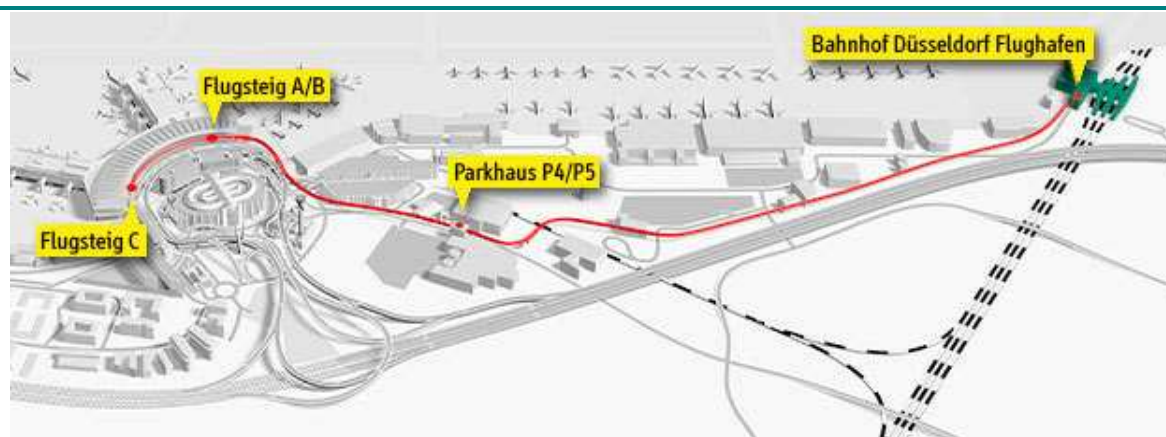 Bahnhof Düsseldorf Flughafen
Flugsteig A/B
Parkhaus P4/P5
Flugsteig C